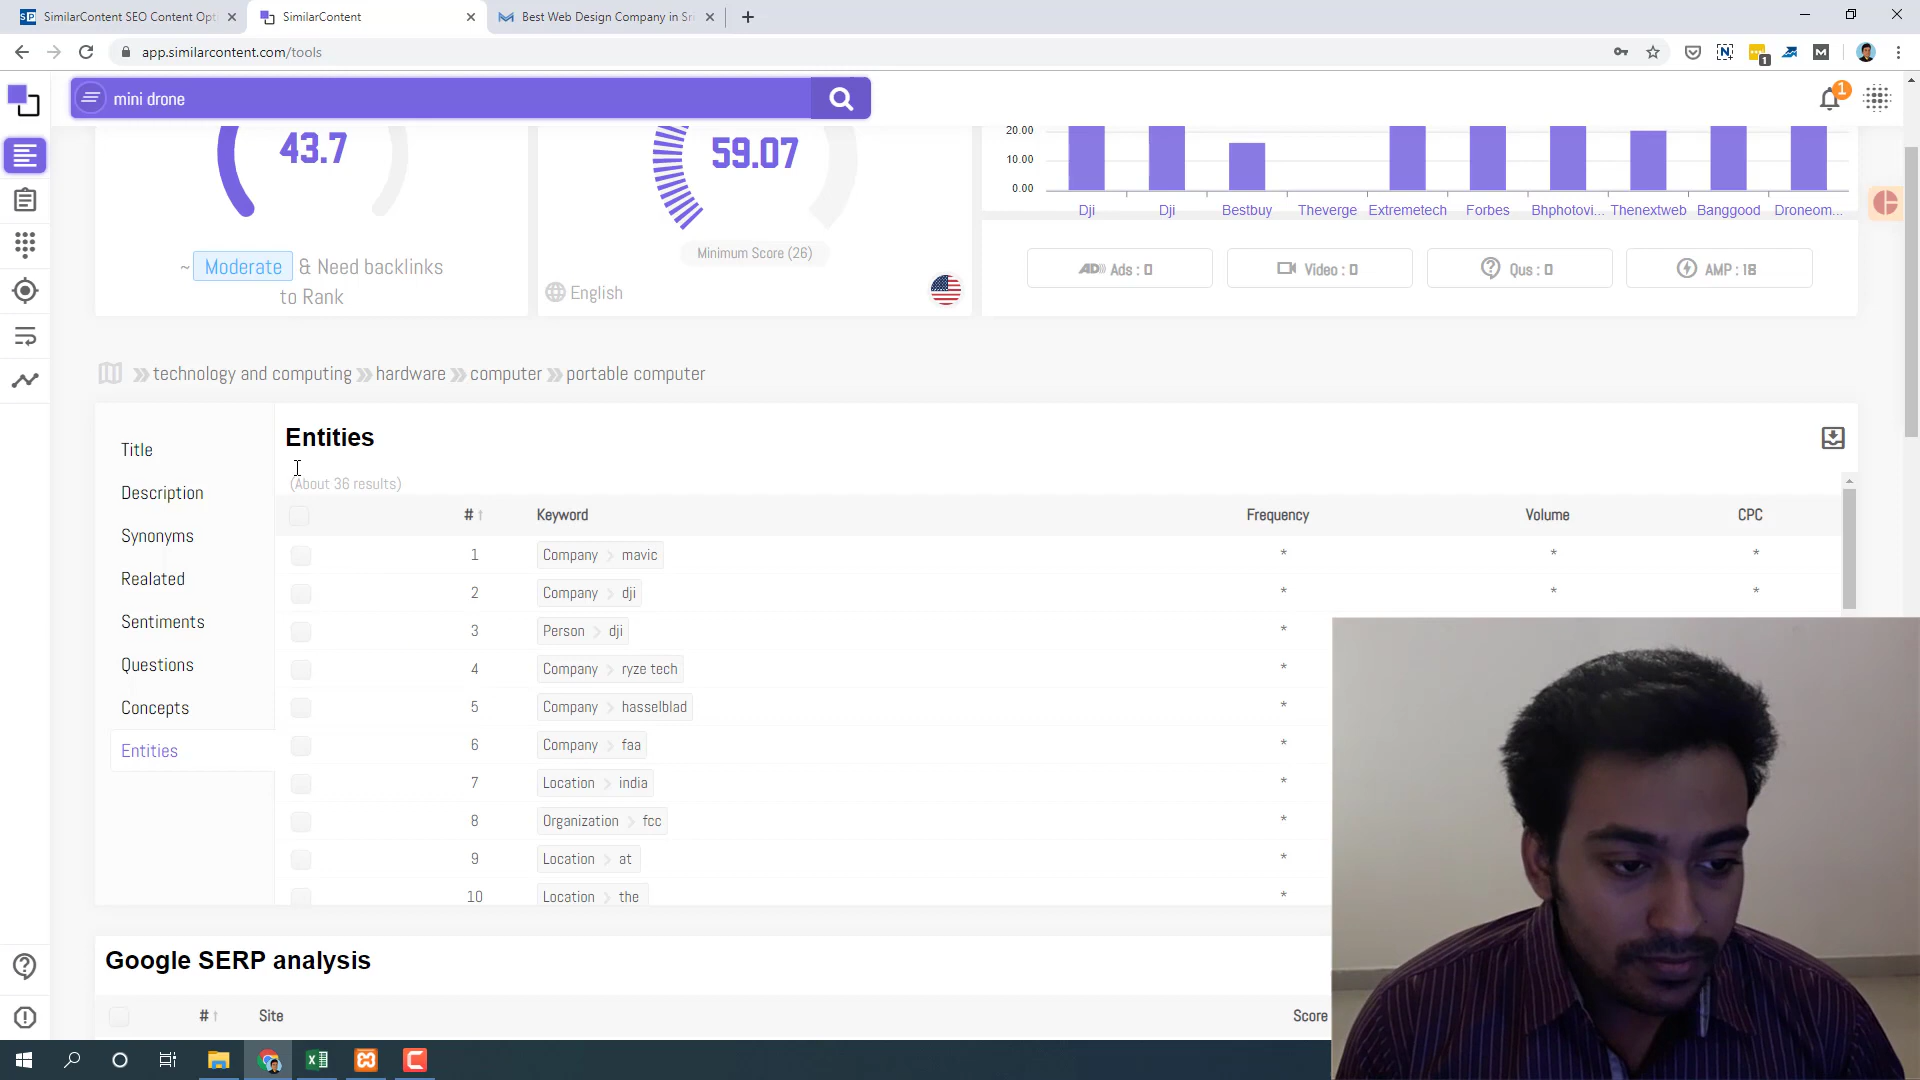 SimilarContent SEO Content Opt
SimilarContent
Best Web Design Company in Sri
app.similarcontent.com/tools
1
mini drone
1
43.7
59.07
20.00
10.00
0.00
Dji Dji Bestbuy Theverge Extremetech Forbes Bhphotovi... Thenextweb Banggood Droneom...
Minimum Score (26)
~ Moderate & Need backlinks
to Rank
English
AD Ads : 0
Video : 0
Qus : 0
AMP : 18
technology and computing hardware computer portable computer
Title
Description
Synonyms
Realated
Sentiments
Questions
Concepts
Entities
Entities
(About 36 results)
# Keyword Frequency Volume CPC
1 Company mavic * * *
2 Company dji * * *
3 Person dji *
4 Company ryze tech *
5 Company hasselblad *
6 Company faa *
7 Location india *
8 Organization fcc *
9 Location at *
10 Location the *
Google SERP analysis
# Site Score